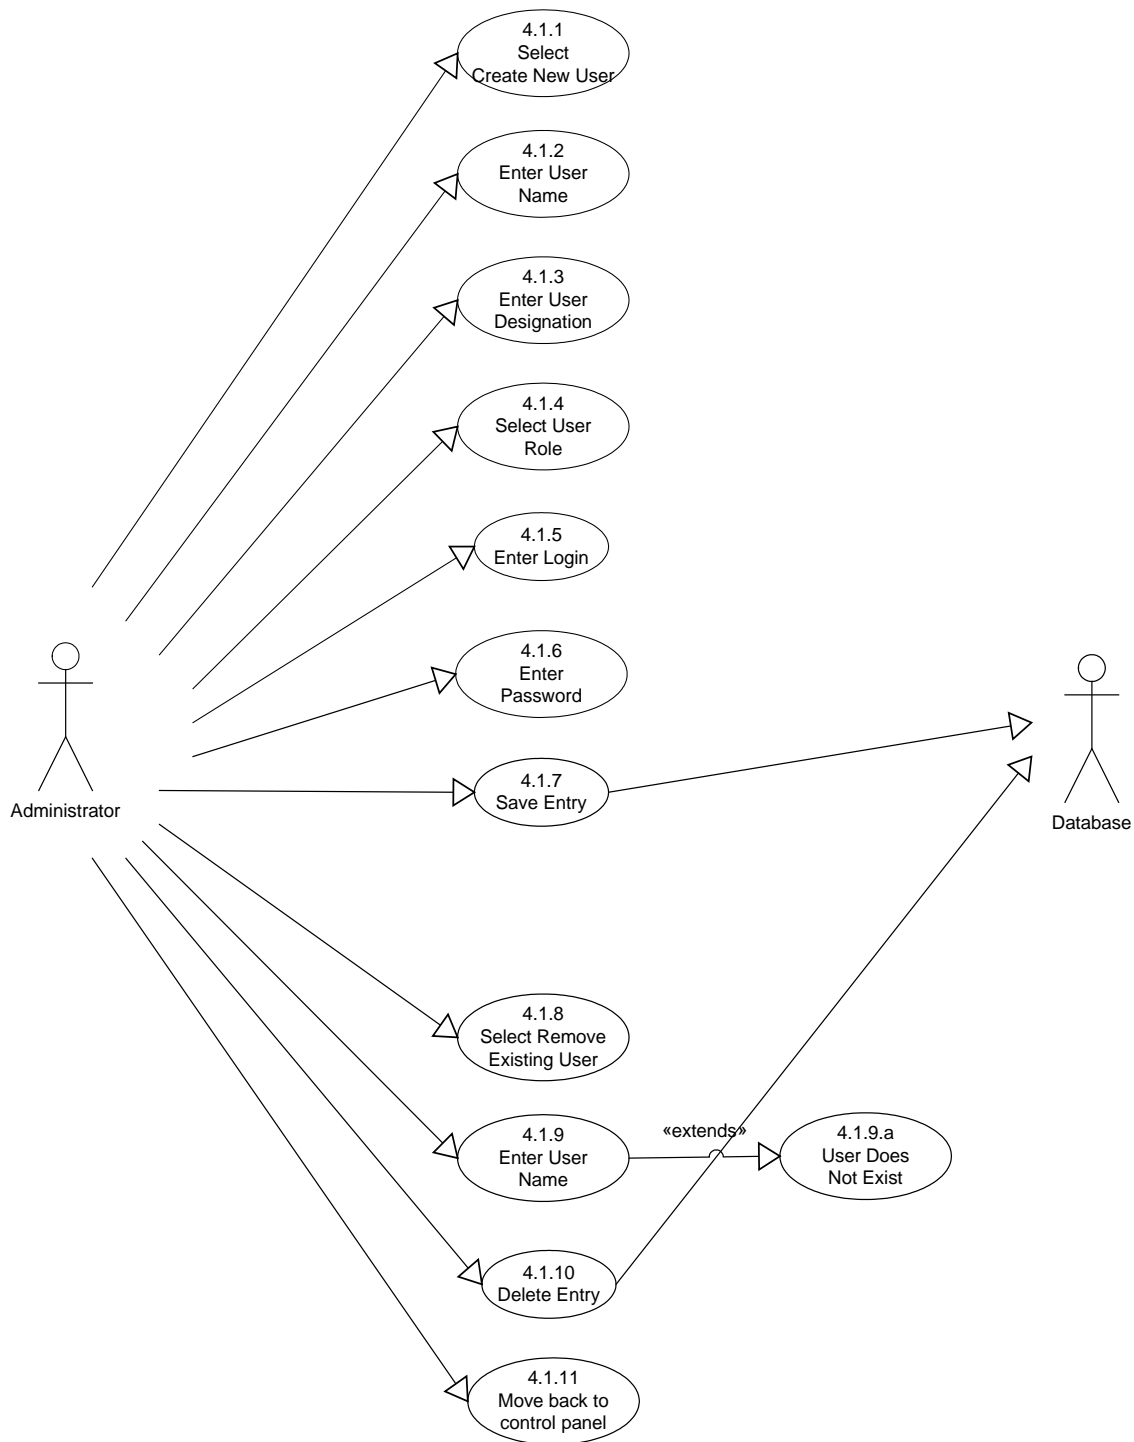 4.1.1
Select
Create New User
4.1.2
Enter User
Name
4.1.3
Enter User
Designation
4.1.4
Select User
Role
4.1.5
Enter Login
4.1.6
Enter
Password
4.1.7
Save Entry
Administrator
Database
4.1.8
Select Remove
Existing User
4.1.9
Enter User
Name
«extends»
4.1.9.a
User Does
Not Exist
4.1.10
Delete Entry
4.1.11
Move back to
control panel